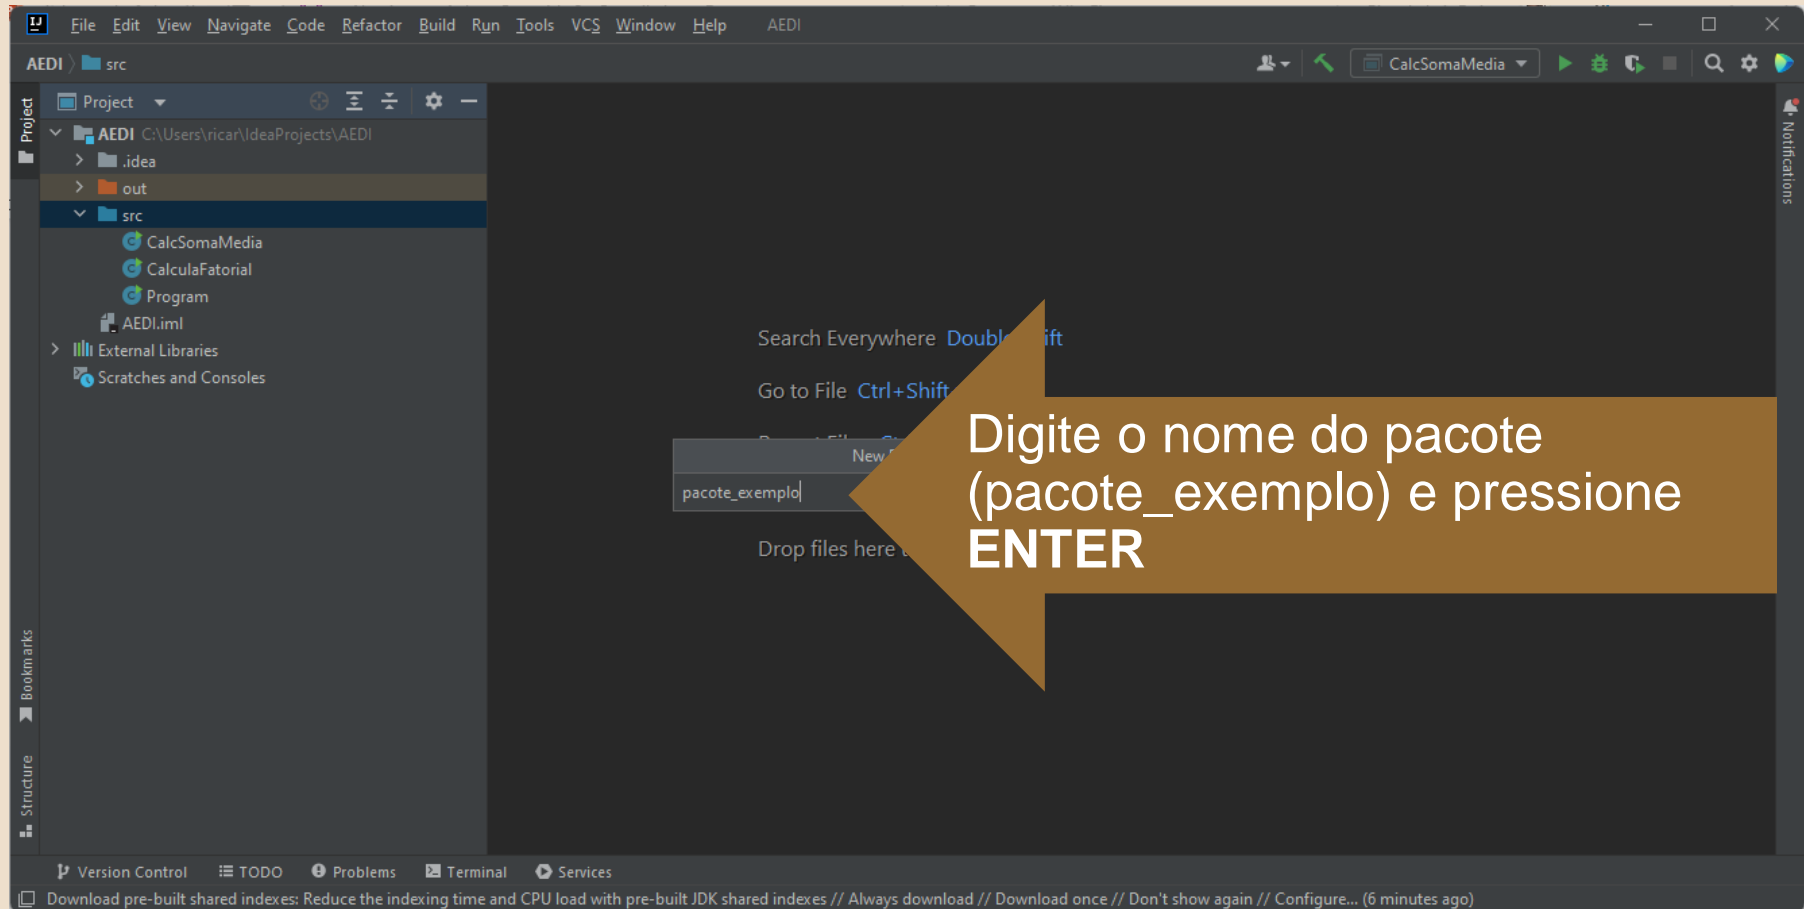 File Edit View Navigate Code Refactor Build Run Tools VCS Window Help AEDI
AEDI src
CalcSomaMedia
Project
Project
AEDI C:\Users\ricar\IdeaProjects\AEDI
.idea
out
src
CalcSomaMedia
CalculaFatorial
Program
AEDI.iml
External Libraries
Scratches and Consoles
Notifications
Search Everywhere
Go to File Ctrl+Shift
New
pacote_exemplo
Drop files here
Digite o nome do pacote
(pacote_exemplo) e pressione
ENTER
Bookmarks
Structure
Version Control TODO Problems Terminal Services
Download pre-built shared indexes: Reduce the indexing time and CPU load with pre-built JDK shared indexes // Always download // Download once // Don't show again // Configure... (6 minutes ago)